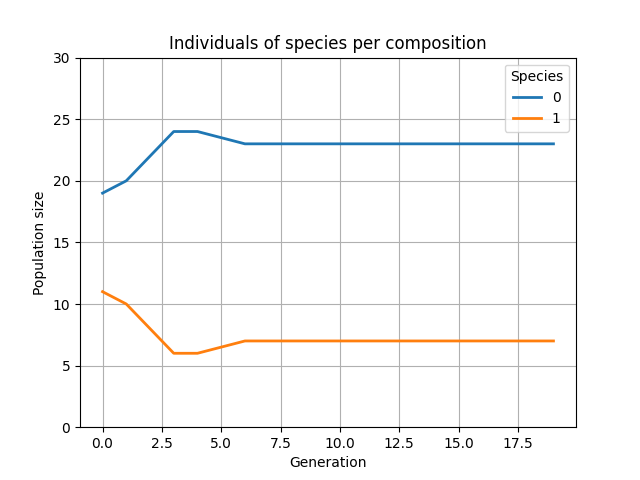 Individuals of species per composition
30
25
20
15
10
5
0
Population size
0.0 2.5 5.0 7.5 10.0 12.5 15.0 17.5
Generation
Species
0
1